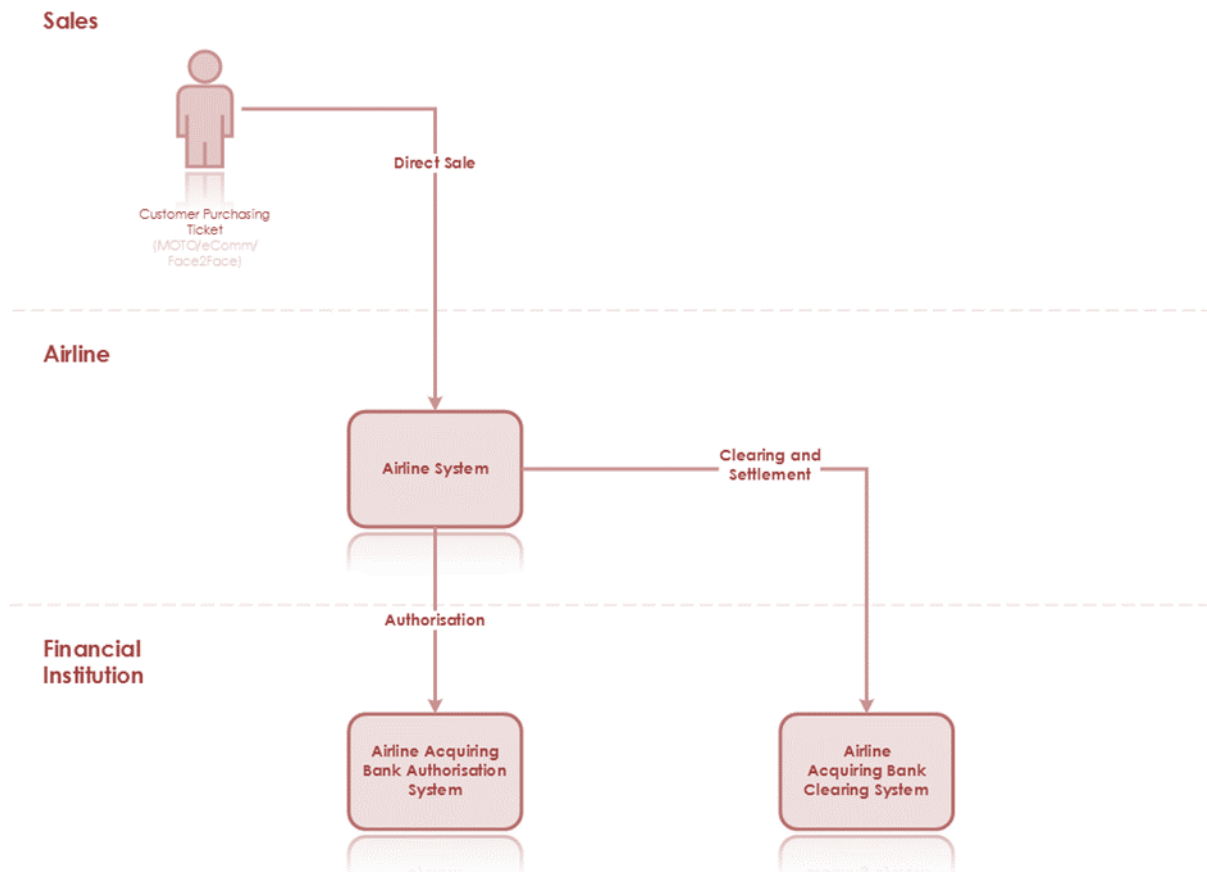 Sales
Direct Sale
Customer Purchasing
Ticket
(MOTO/eComm/
Face2Face)
Airline
Airline System
Clearing and
Settlement
Authorisation
Financial
Institution
Airline Acquiring
Bank Authorisation
System
Airline
Acquiring Bank
Clearing System